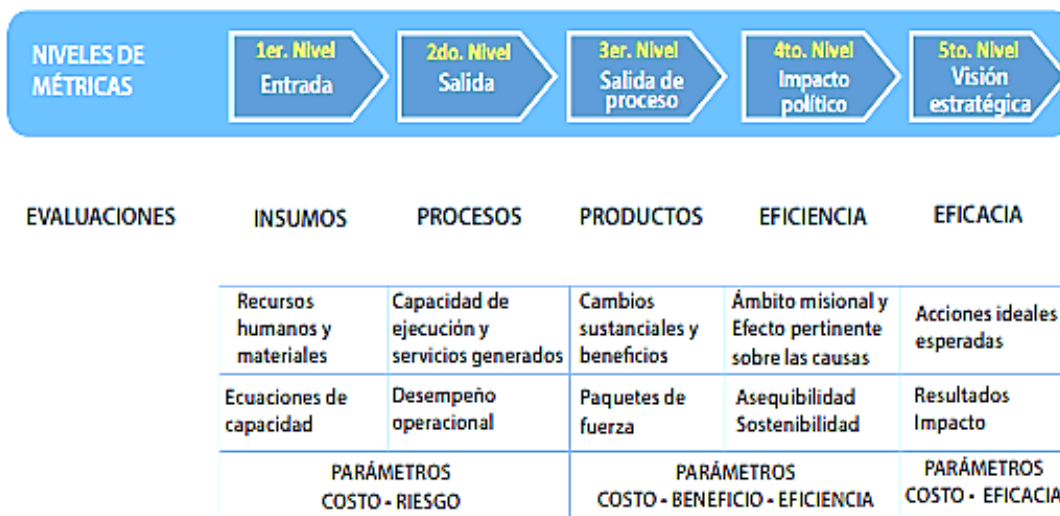 NIVELES DE
MÉTRICAS
1er. Nivel
Entrada
2do. Nivel
Salida
3er. Nivel
Salida de
proceso
4to. Nivel
Impacto
político
5to. Nivel
Visión
estratégica
EVALUACIONES
INSUMOS
PROCESOS
PRODUCTOS
EFICIENCIA
EFICACIA
Recursos
humanos y
materiales
Capacidad de
ejecución y
servicios generados
Cambios
sustanciales y
beneficios
Ámbito misional y
Efecto pertinente
sobre las causas
Acciones ideales
esperadas
Ecuaciones de
capacidad
Desempeño
operacional
Paquetes de
fuerza
Asequibilidad
Sostenibilidad
Resultados
Impacto
PARÁMETROS
COSTO - RIESGO
PARÁMETROS
COSTO - BENEFICIO - EFICIENCIA
PARÁMETROS
COSTO - EFICACIA